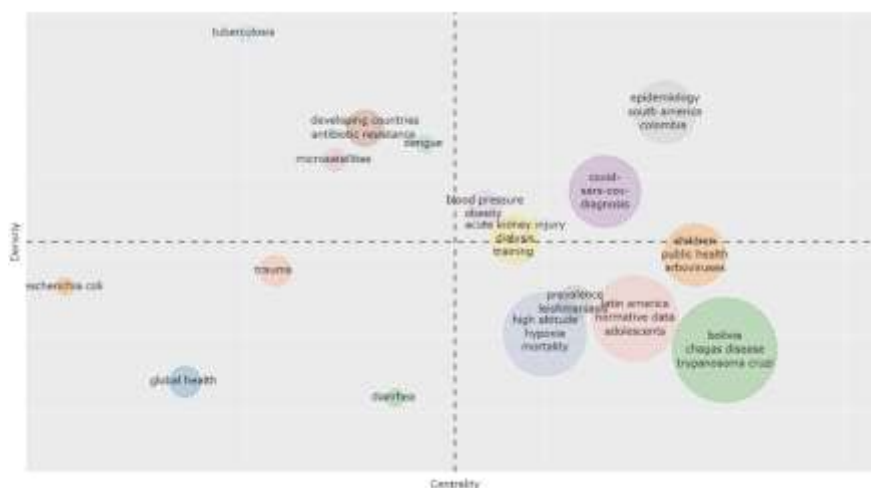 tuberculosis
developing countries
antibiotic resistance
dengue
microsatellites
epidemiology
south america
colombia
covid-
sars-cov-
diagnosis
blood pressure
obesity
acute kidney injury
training
children
public health
arboviruses
Density
trauma
escherichia coli
prevalence
leishmaniasis
high altitude
hypoxia
mortality
latin america
normative data
adolescents
bolivia
chagas disease
trypanosoma cruzi
global health
diarrhea
Centrality